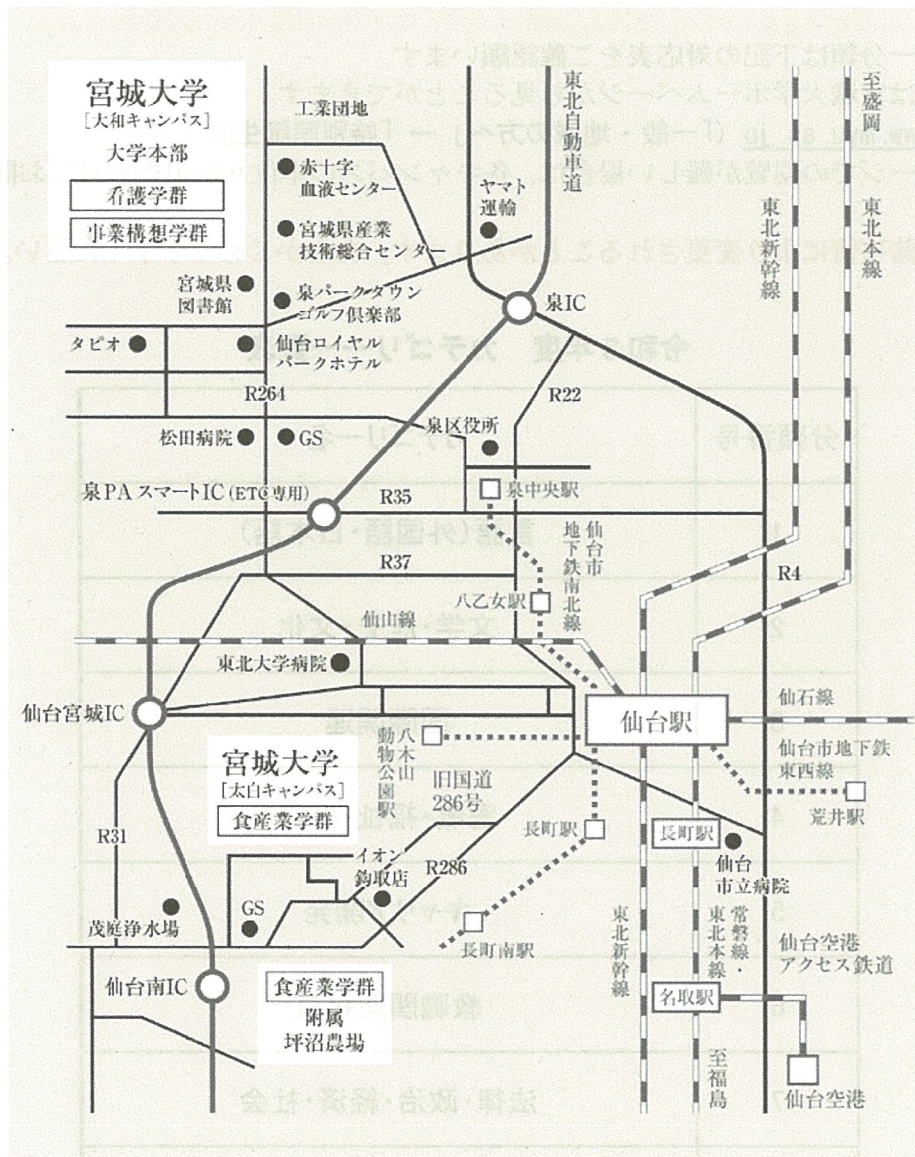 宮城大学
[大和キャンパス]
大学本部
看護学群
事業構想学群
工業団地
赤十字
血液センター
宮城県産業
技術総合センター
宮城県
図書館
泉パークタウン
ゴルフ倶楽部
タピオ
仙台ロイヤル
パークホテル
ヤマト
運輸
東北自動車道
至盛岡
東北新幹線
東北本線
泉IC
R264
R22
松田病院
GS
泉区役所
泉PAスマートIC(ETC専用)
R35
泉中央駅
仙台市
地下鉄南北線
R37
R4
八乙女駅
仙山線
東北大学病院
仙台宮城IC
仙台駅
仙石線
仙台市地下鉄
東西線
荒井駅
宮城大学
[太白キャンパス]
食産業学群
八木山
動物公園駅
旧国道
286号
長町駅
長町駅
仙台
市立病院
R31
R286
イオン
鈎取店
GS
茂庭浄水場
長町南駅
東北新幹線
常磐線・
東北本線
仙台空港
アクセス鉄道
仙台南IC
食産業学群
附属
坪沼農場
名取駅
至福島
仙台空港